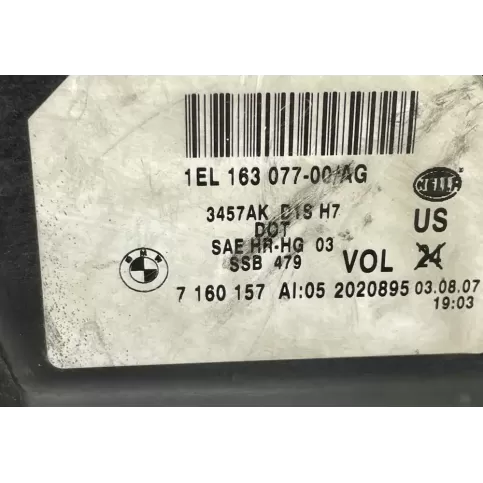 1EL 163 077-00/AG
HELLA
3457AK D1S H7
DOT
US
SAE HR-HG 03
SSB 479
VOL 24
BMW
7 160 157 AI:05 2020895 03.08.07
19:03